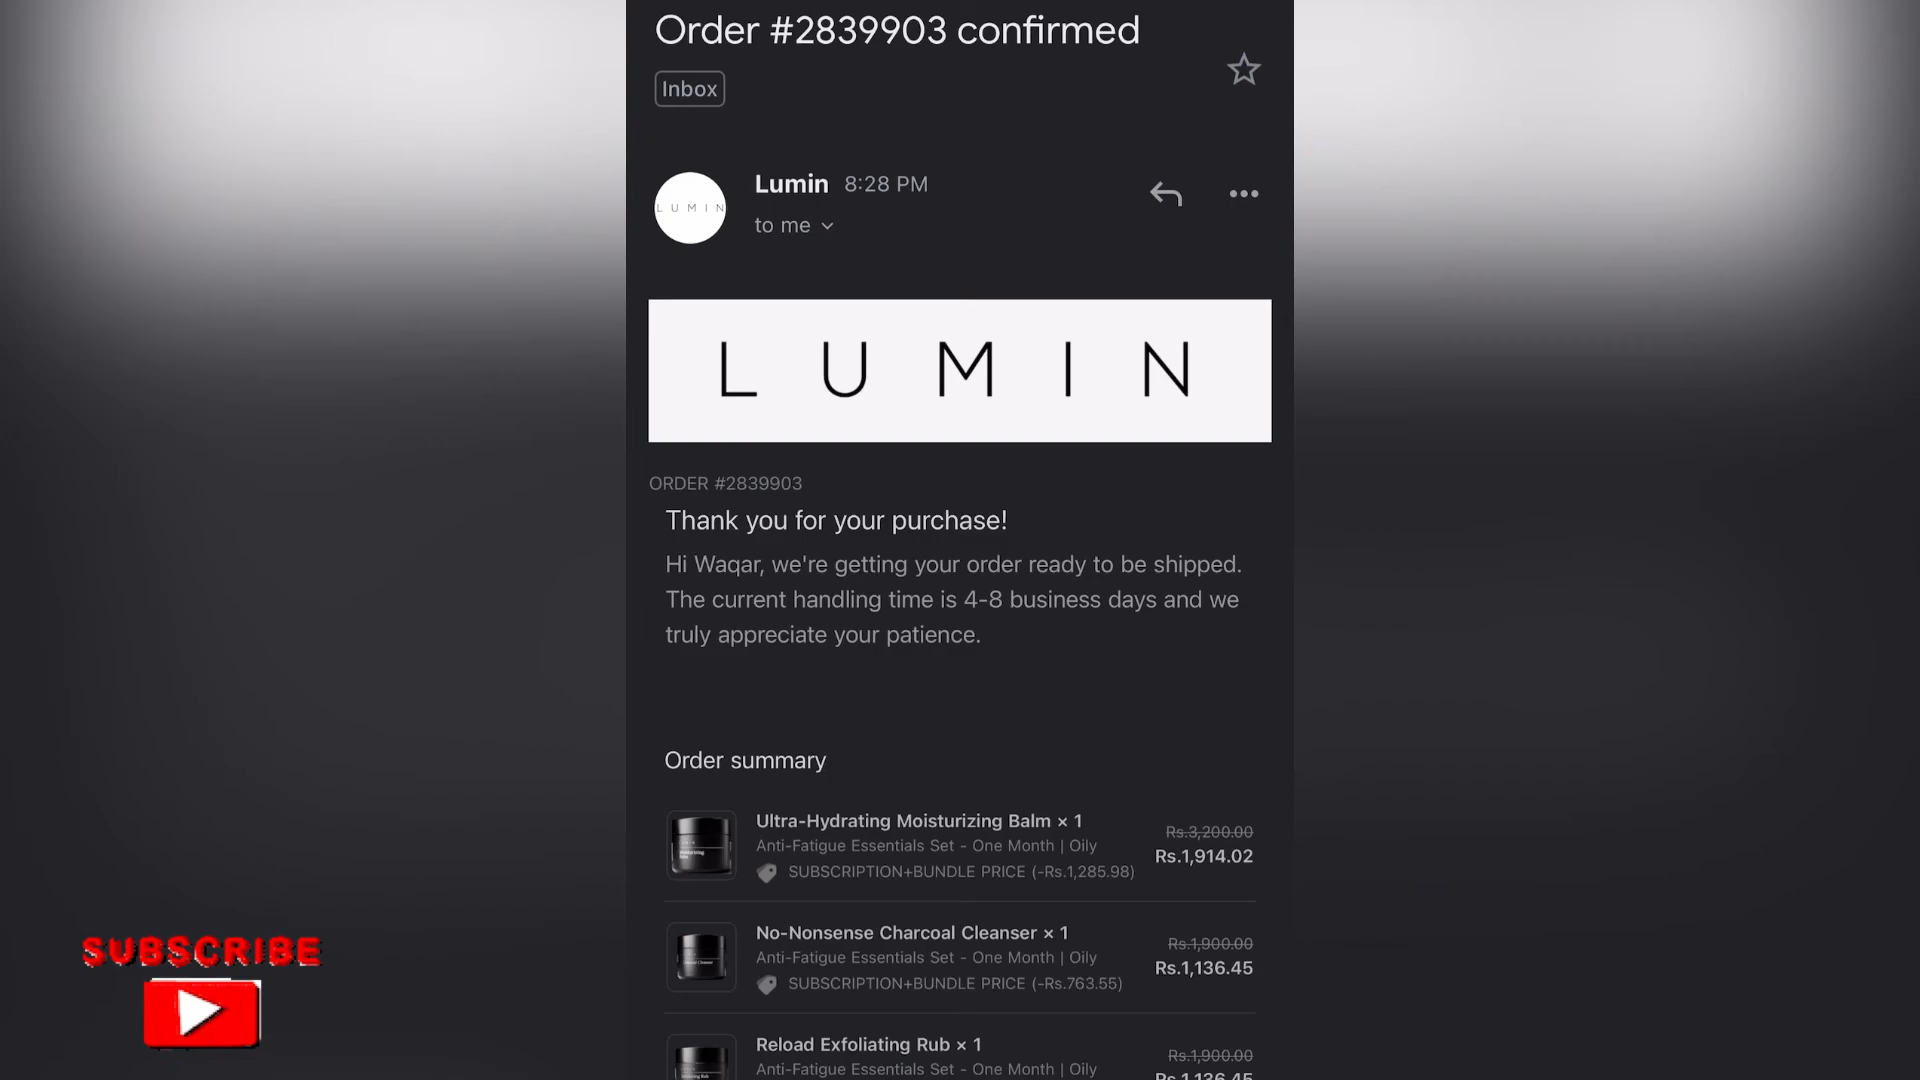 Order #2839903 confirmed
Inbox
Lumin 8:28 PM
LUMIN
to me
LUMIN
ORDER #2839903
Thank you for your purchase!
Hi Waqar, we're getting your order ready to be shipped.
The current handling time is 4-8 business days and we
truly appreciate your patience.
Order summary
Ultra-Hydrating Moisturizing Balm × 1
Rs.3,200.00
Anti-Fatigue Essentials Set - One Month | Oily
Rs.1,914.02
SUBSCRIPTION+BUNDLE PRICE (-Rs.1,285.98)
No-Nonsense Charcoal Cleanser × 1
Rs.1,900.00
Anti-Fatigue Essentials Set - One Month | Oily
Rs.1,136.45
SUBSCRIPTION+BUNDLE PRICE (-Rs.763.55)
Reload Exfoliating Rub × 1
Rs.1,900.00
Anti-Fatigue Essentials Set - One Month | Oily
Rs.1,136.45
SUBSCRIBE